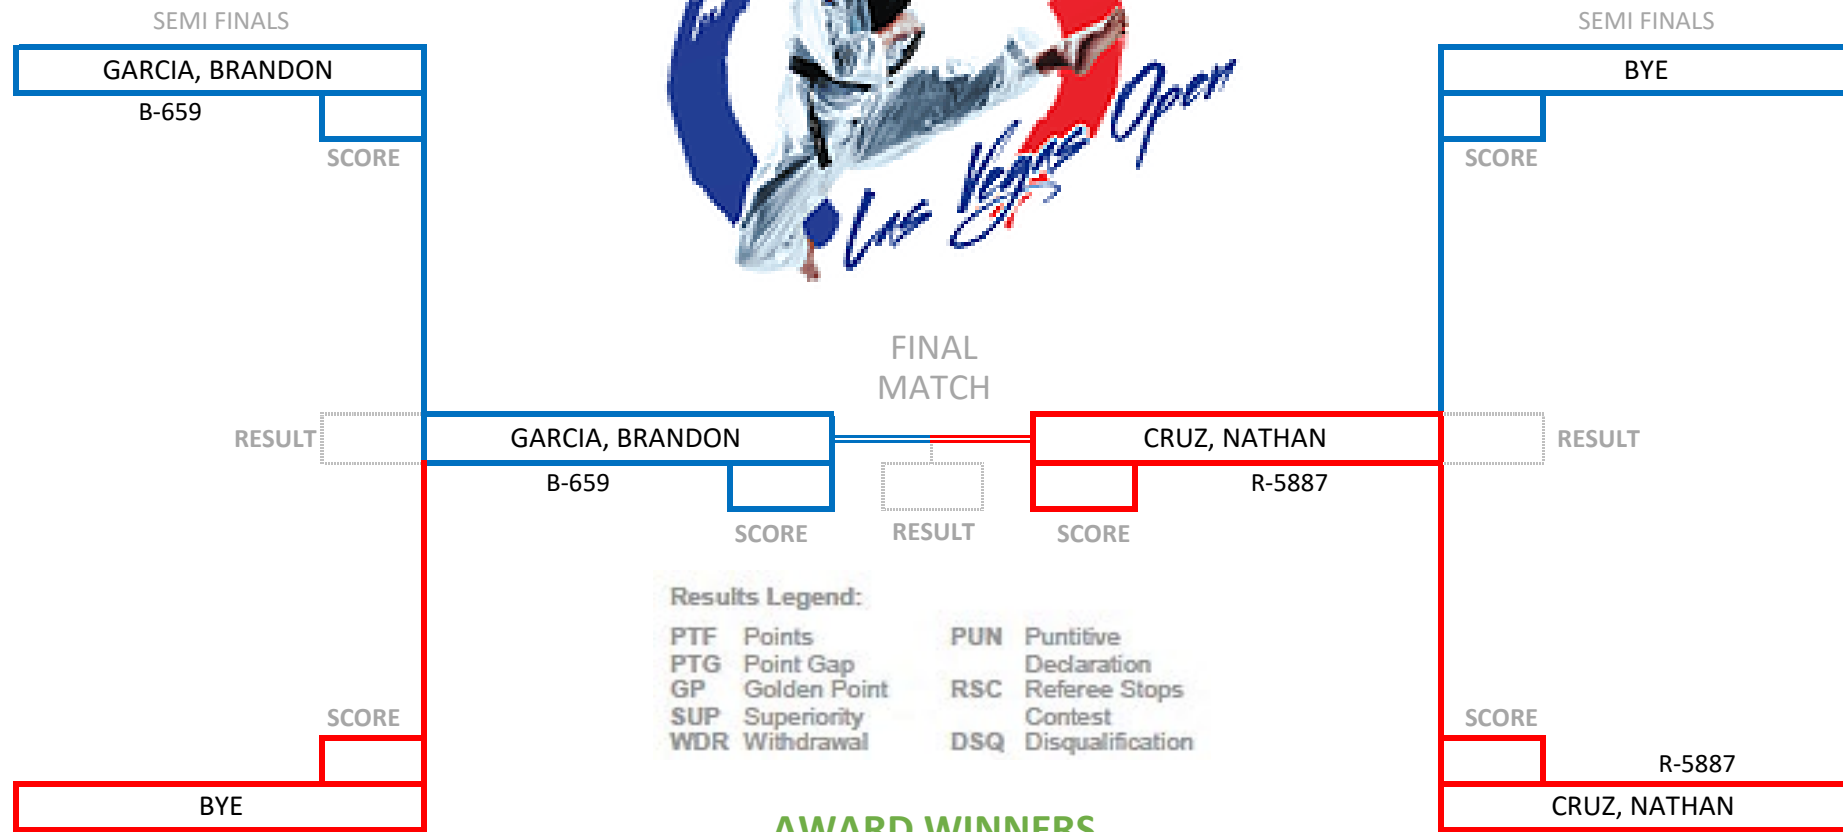 SEMI FINALS
SEMI FINALS
GARCIA, BRANDON
BYE
B-659
SCORE
SCORE
Las Vegas Open
FINAL
MATCH
RESULT
GARCIA, BRANDON
CRUZ, NATHAN
RESULT
B-659
R-5887
SCORE
RESULT
SCORE
Results Legend:
PTF Points
PTG Point Gap
GP Golden Point
SUP Superiority
WDR Withdrawal
PUN Puntitive
Declaration
RSC Referee Stops
Contest
DSQ Disqualification
SCORE
SCORE
R-5887
BYE
CRUZ, NATHAN
AWARD WINNERS